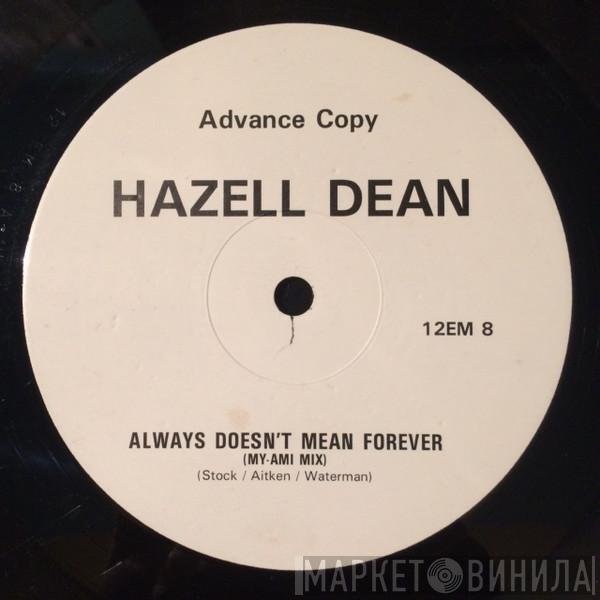 Advance Copy
HAZELL DEAN
12EM 8
ALWAYS DOESN'T MEAN FOREVER
(MY-AMI MIX)
(Stock / Aitken / Waterman)
МАРКЕТ ВИНИЛА